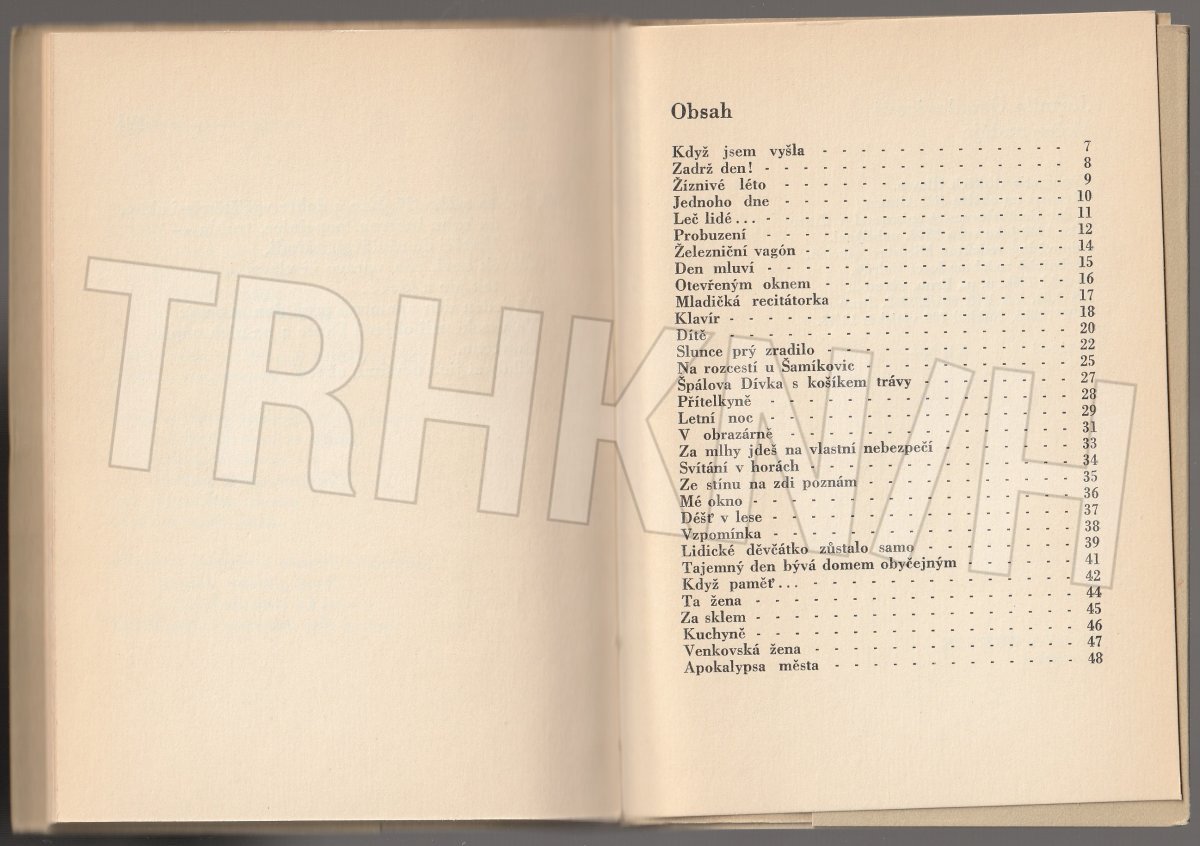 Obsah
Když jsem vyšla - - - - - - - - - - - - - 7
Zadrž den! - - - - - - - - - - - - - - - - 8
Žíznivé léto - - - - - - - - - - - - - - - 9
Jednoho dne - - - - - - - - - - - - - - - 10
Leč lidé... - - - - - - - - - - - - - - - - 11
Probuzení - - - - - - - - - - - - - - - - 12
Železniční vagón - - - - - - - - - - - - - 14
Den mluví - - - - - - - - - - - - - - - - 15
Otevřeným oknem - - - - - - - - - - - - - 16
Mladičká recitátorka - - - - - - - - - - - - 17
Klavír - - - - - - - - - - - - - - - - - - 18
Dítě - - - - - - - - - - - - - - - - - - 20
Slunce prý zradilo - - - - - - - - - - - - 22
Na rozcestí u Šamíkovic - - - - - - - - - - 25
Špálova Dívka s košíkem trávy - - - - - - - 27
Přítelkyně - - - - - - - - - - - - - - - - 28
Letní noc - - - - - - - - - - - - - - - - 29
V obrazárně - - - - - - - - - - - - - - - 31
Za mlhy jdeš na vlastní nebezpečí - - - - - - 33
Svítání v horách - - - - - - - - - - - - - 34
Ze stínu na zdi poznám - - - - - - - - - - 35
Mé okno - - - - - - - - - - - - - - - - - 36
Déšť v lese - - - - - - - - - - - - - - - - 37
Vzpomínka - - - - - - - - - - - - - - - - 38
Lidické děvčátko zůstalo samo - - - - - - - - 39
Tajemný den bývá domem obyčejným - - - - - 41
Když paměť... - - - - - - - - - - - - - - 42
Ta žena - - - - - - - - - - - - - - - - - 44
Za sklem - - - - - - - - - - - - - - - - - 45
Kuchyně - - - - - - - - - - - - - - - - - 46
Venkovská žena - - - - - - - - - - - - - - 47
Apokalypsa města - - - - - - - - - - - - - 48
TRHKNIH